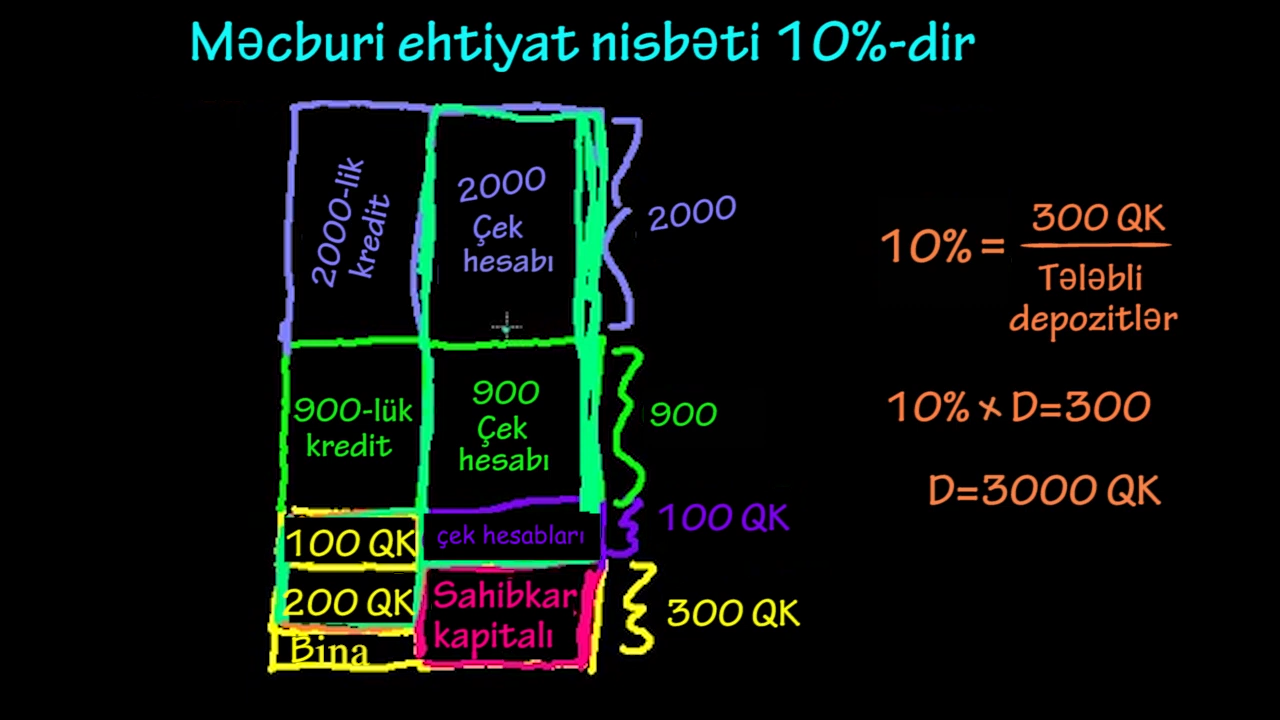 Məcburi ehtiyat nisbəti 10%-dir
2000-lik
kredit
2000
Çek
hesabı
2000
900-lük
kredit
900
Çek
hesabı
900
100 QK
çek hesabları
100 QK
200 QK
Bina
Sahibkar
kapitalı
300 QK
10% = 300 QK
Tələbli
depozitlər
10% x D=300
D=3000 QK